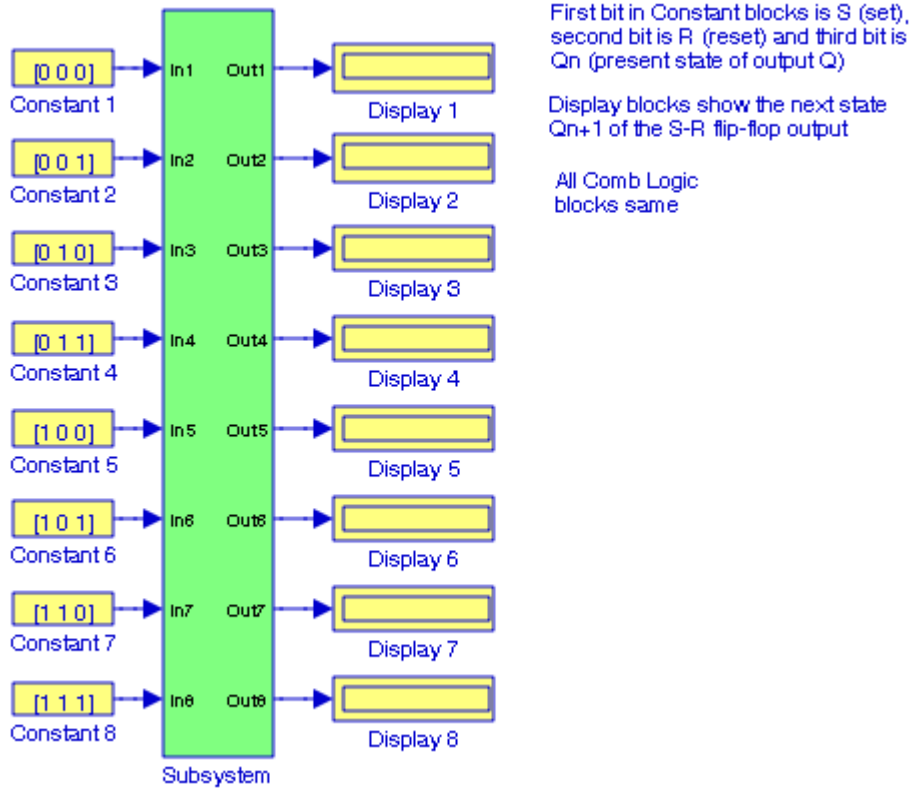 First bit in Constant blocks is S (set),
second bit is R (reset) and third bit is
Qn (present state of output Q)
Display blocks show the next state
Qn+1 of the S-R flip-flop output
All Comb Logic
blocks same
[0 0 0] In1 Out1
Constant 1 Display 1
[0 0 1] In2 Out2
Constant 2 Display 2
[0 1 0] In3 Out3
Constant 3 Display 3
[0 1 1] In4 Out4
Constant 4 Display 4
[1 0 0] In5 Out5
Constant 5 Display 5
[1 0 1] In6 Out6
Constant 6 Display 6
[1 1 0] In7 Out7
Constant 7 Display 7
[1 1 1] In8 Out8
Constant 8 Display 8
Subsystem